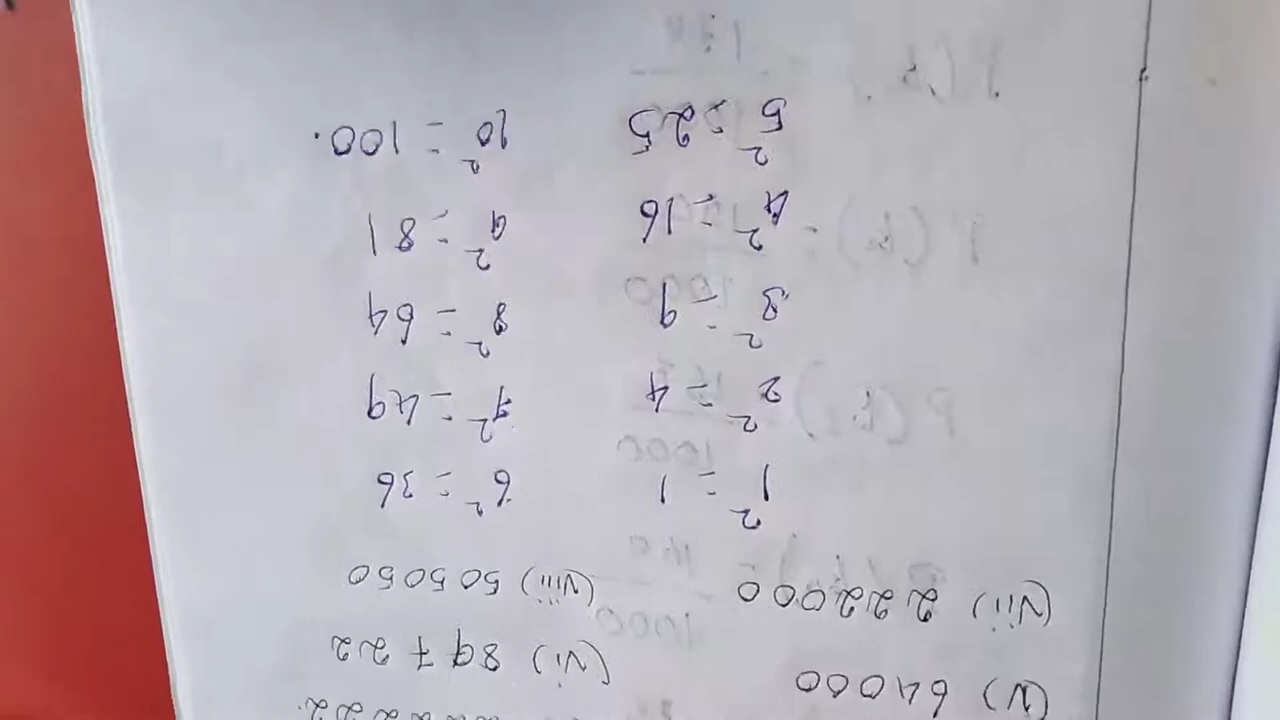 (v) 64000 (vi) 89722
(vii) 222000 (viii) 505050
1² = 1 6² = 36
2² = 4 7² = 49
3² = 9 8² = 64
4² = 16 9² = 81
5² = 25 10² = 100.